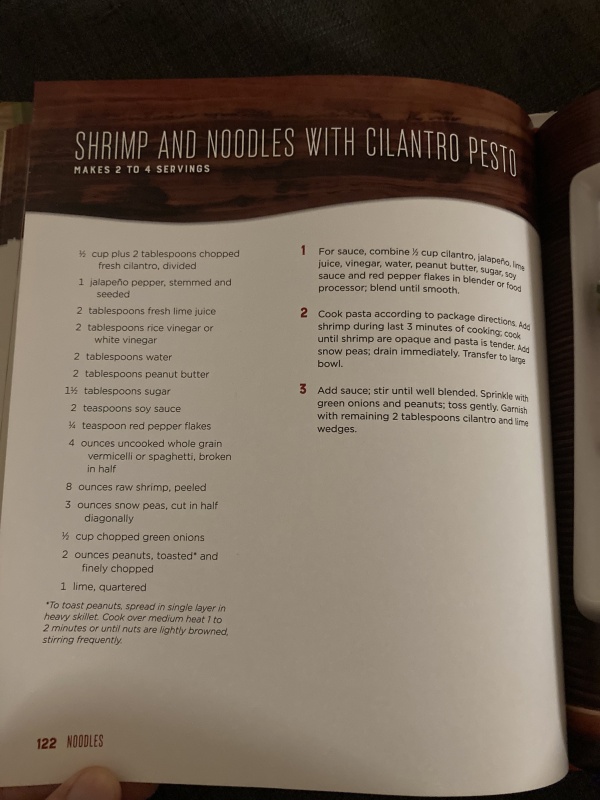 SHRIMP AND NOODLES WITH CILANTRO PESTO
MAKES 2 TO 4 SERVINGS
½ cup plus 2 tablespoons chopped
fresh cilantro, divided
1 jalapeño pepper, stemmed and
seeded
2 tablespoons fresh lime juice
2 tablespoons rice vinegar or
white vinegar
2 tablespoons water
2 tablespoons peanut butter
1½ tablespoons sugar
2 teaspoons soy sauce
¼ teaspoon red pepper flakes
4 ounces uncooked whole grain
vermicelli or spaghetti, broken
in half
8 ounces raw shrimp, peeled
3 ounces snow peas, cut in half
diagonally
½ cup chopped green onions
2 ounces peanuts, toasted* and
finely chopped
1 lime, quartered
*To toast peanuts, spread in single layer in
heavy skillet. Cook over medium heat 1 to
2 minutes or until nuts are lightly browned,
stirring frequently.
1 For sauce, combine ½ cup cilantro, jalapeño, lime
juice, vinegar, water, peanut butter, sugar, soy
sauce and red pepper flakes in blender or food
processor; blend until smooth.
2 Cook pasta according to package directions. Add
shrimp during last 3 minutes of cooking; cook
until shrimp are opaque and pasta is tender. Add
snow peas; drain immediately. Transfer to large
bowl.
3 Add sauce; stir until well blended. Sprinkle with
green onions and peanuts; toss gently. Garnish
with remaining 2 tablespoons cilantro and lime
wedges.
122 NOODLES